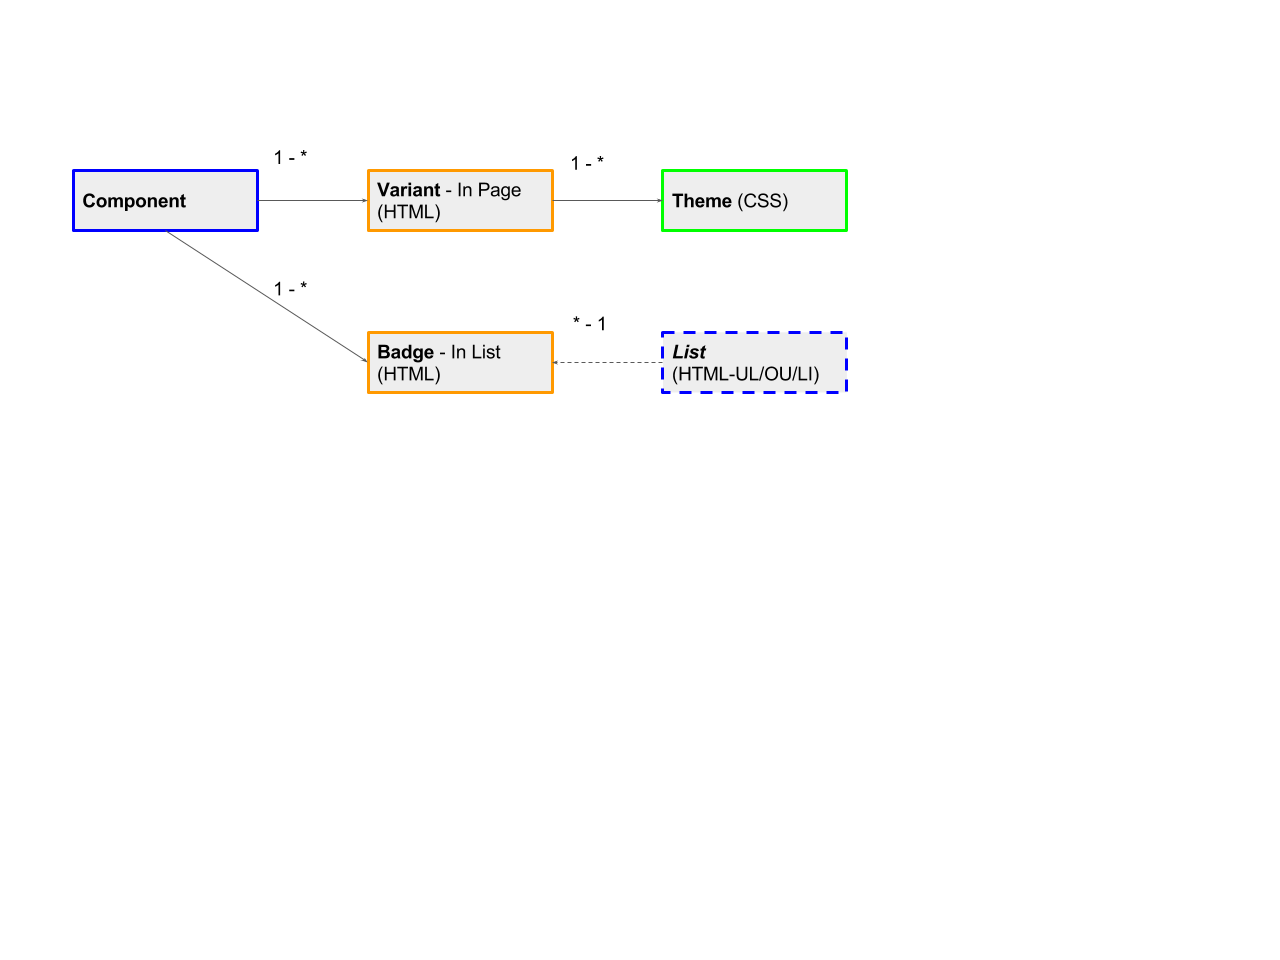 1 - *
1 - *
Component
Variant - In Page
(HTML)
Theme (CSS)
1 - *
* - 1
Badge - In List
(HTML)
List
(HTML-UL/OU/LI)